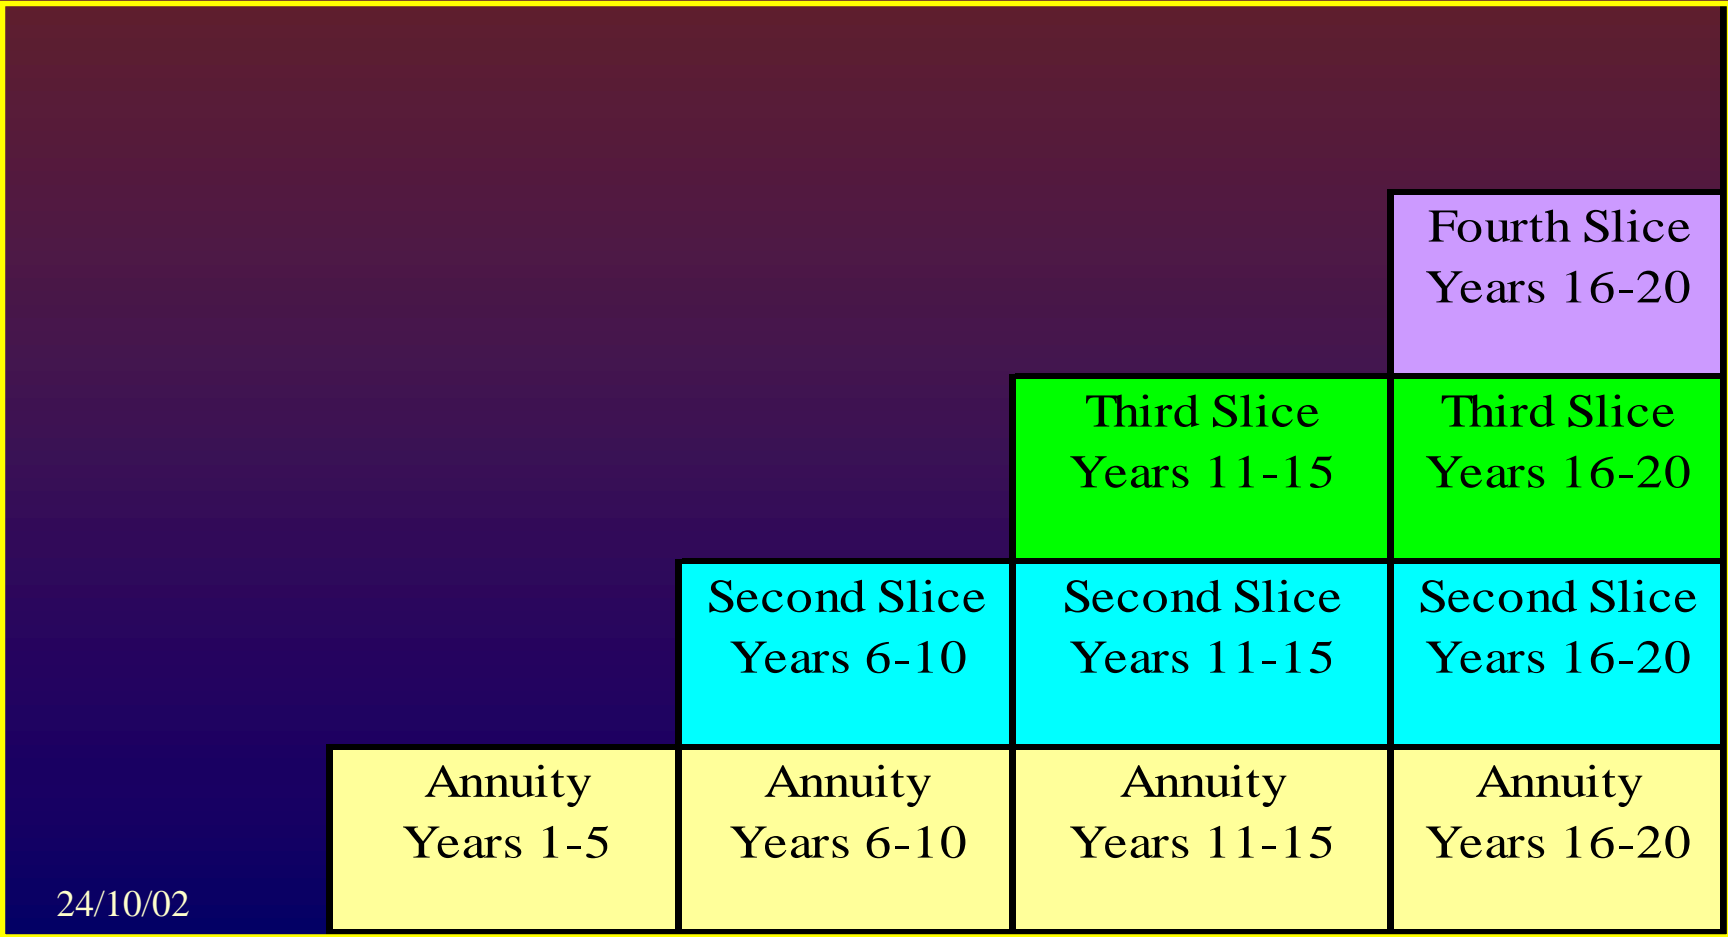 Fourth Slice
Years 16-20
Third Slice
Years 11-15
Third Slice
Years 16-20
Second Slice
Years 6-10
Second Slice
Years 11-15
Second Slice
Years 16-20
Annuity
Years 1-5
Annuity
Years 6-10
Annuity
Years 11-15
Annuity
Years 16-20
24/10/02